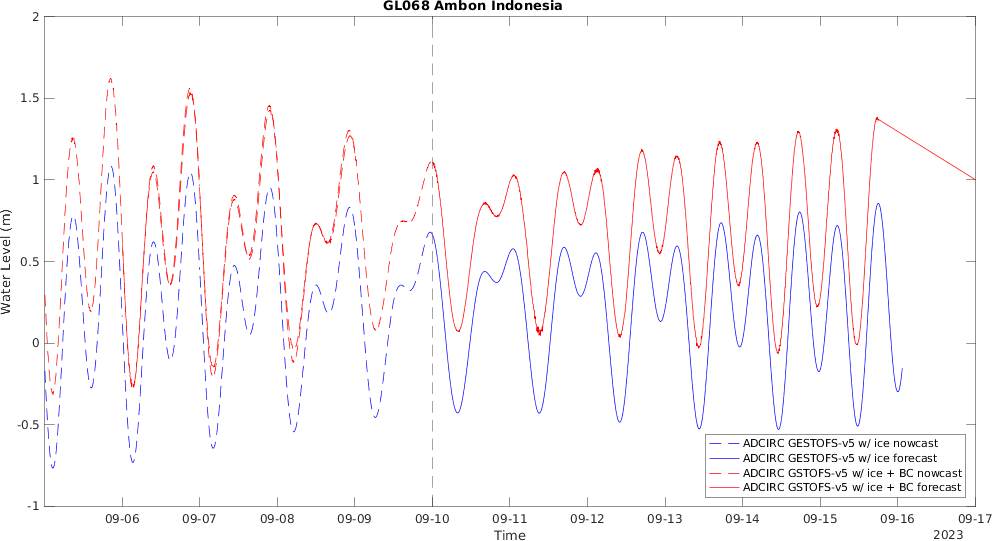 GL068 Ambon Indonesia
2
1.5
1
0.5
0
-0.5
-1
Water Level (m)
09-06 09-07 09-08 09-09 09-10 09-11 09-12 09-13 09-14 09-15 09-16 09-17
Time
2023
ADCIRC GESTOFS-v5 w/ ice nowcast
ADCIRC GESTOFS-v5 w/ ice forecast
ADCIRC GSTOFS-v5 w/ ice + BC nowcast
ADCIRC GSTOFS-v5 w/ ice + BC forecast